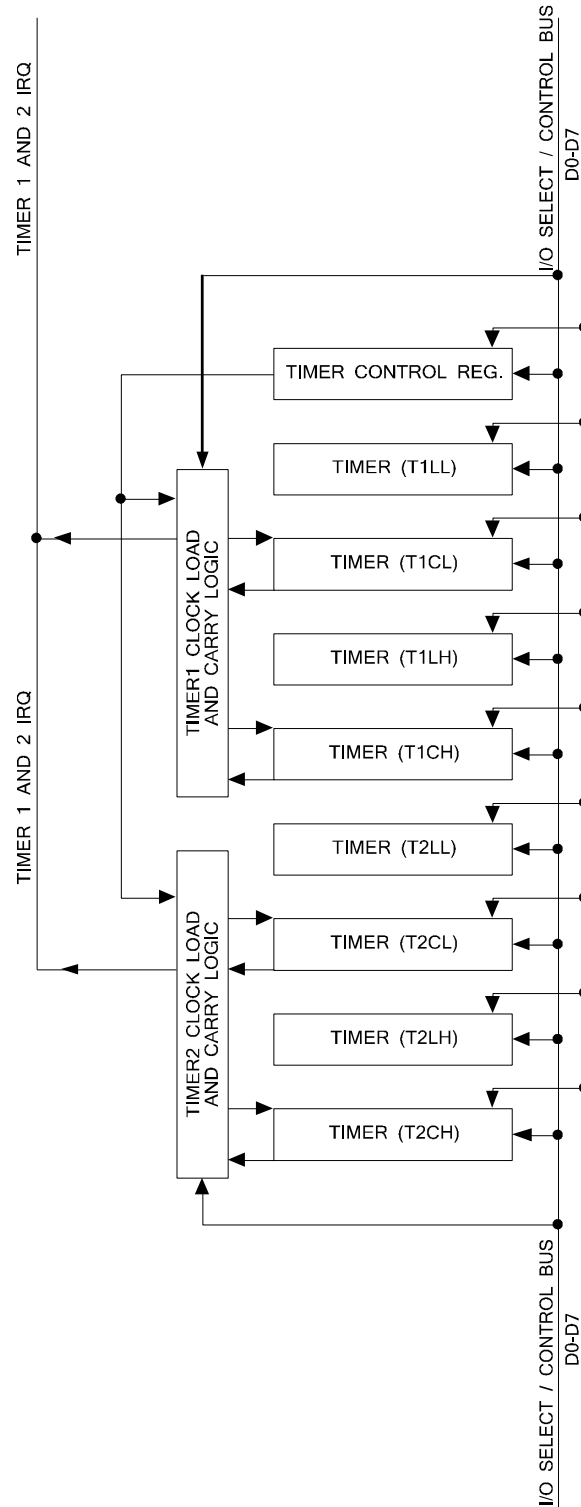 TIMER 1 AND 2 IRQ
I/O SELECT / CONTROL BUS
D0-D7
TIMER CONTROL REG.
TIMER (T1LL)
TIMER1 CLOCK LOAD
AND CARRY LOGIC
TIMER (T1CL)
TIMER (T1LH)
TIMER 1 AND 2 IRQ
TIMER (T1CH)
TIMER (T2LL)
TIMER2 CLOCK LOAD
AND CARRY LOGIC
TIMER (T2CL)
TIMER (T2LH)
TIMER (T2CH)
I/O SELECT / CONTROL BUS
D0-D7